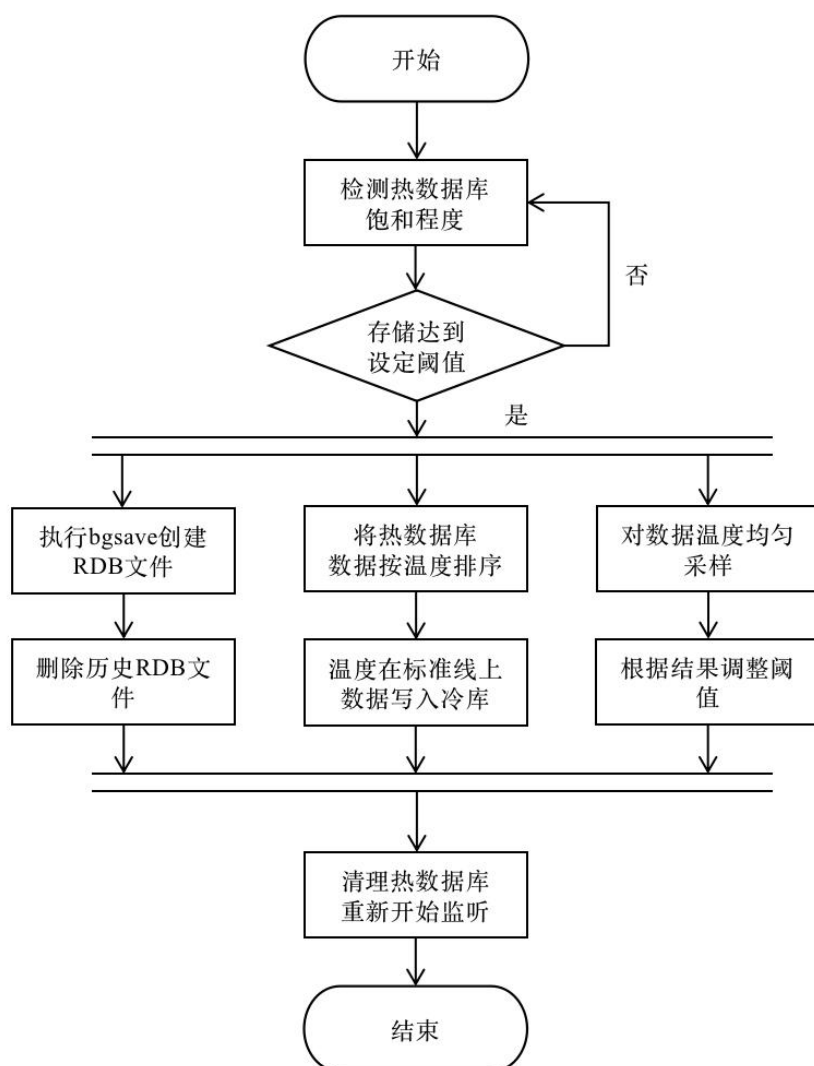 开始
检测热数据库
饱和程度
否
存储达到
设定阈值
是
执行bgsave创建
RDB文件
将热数据库
数据按温度排序
对数据温度均匀
采样
删除历史RDB文
件
温度在标准线上
数据写入冷库
根据结果调整阈
值
清理热数据库
重新开始监听
结束